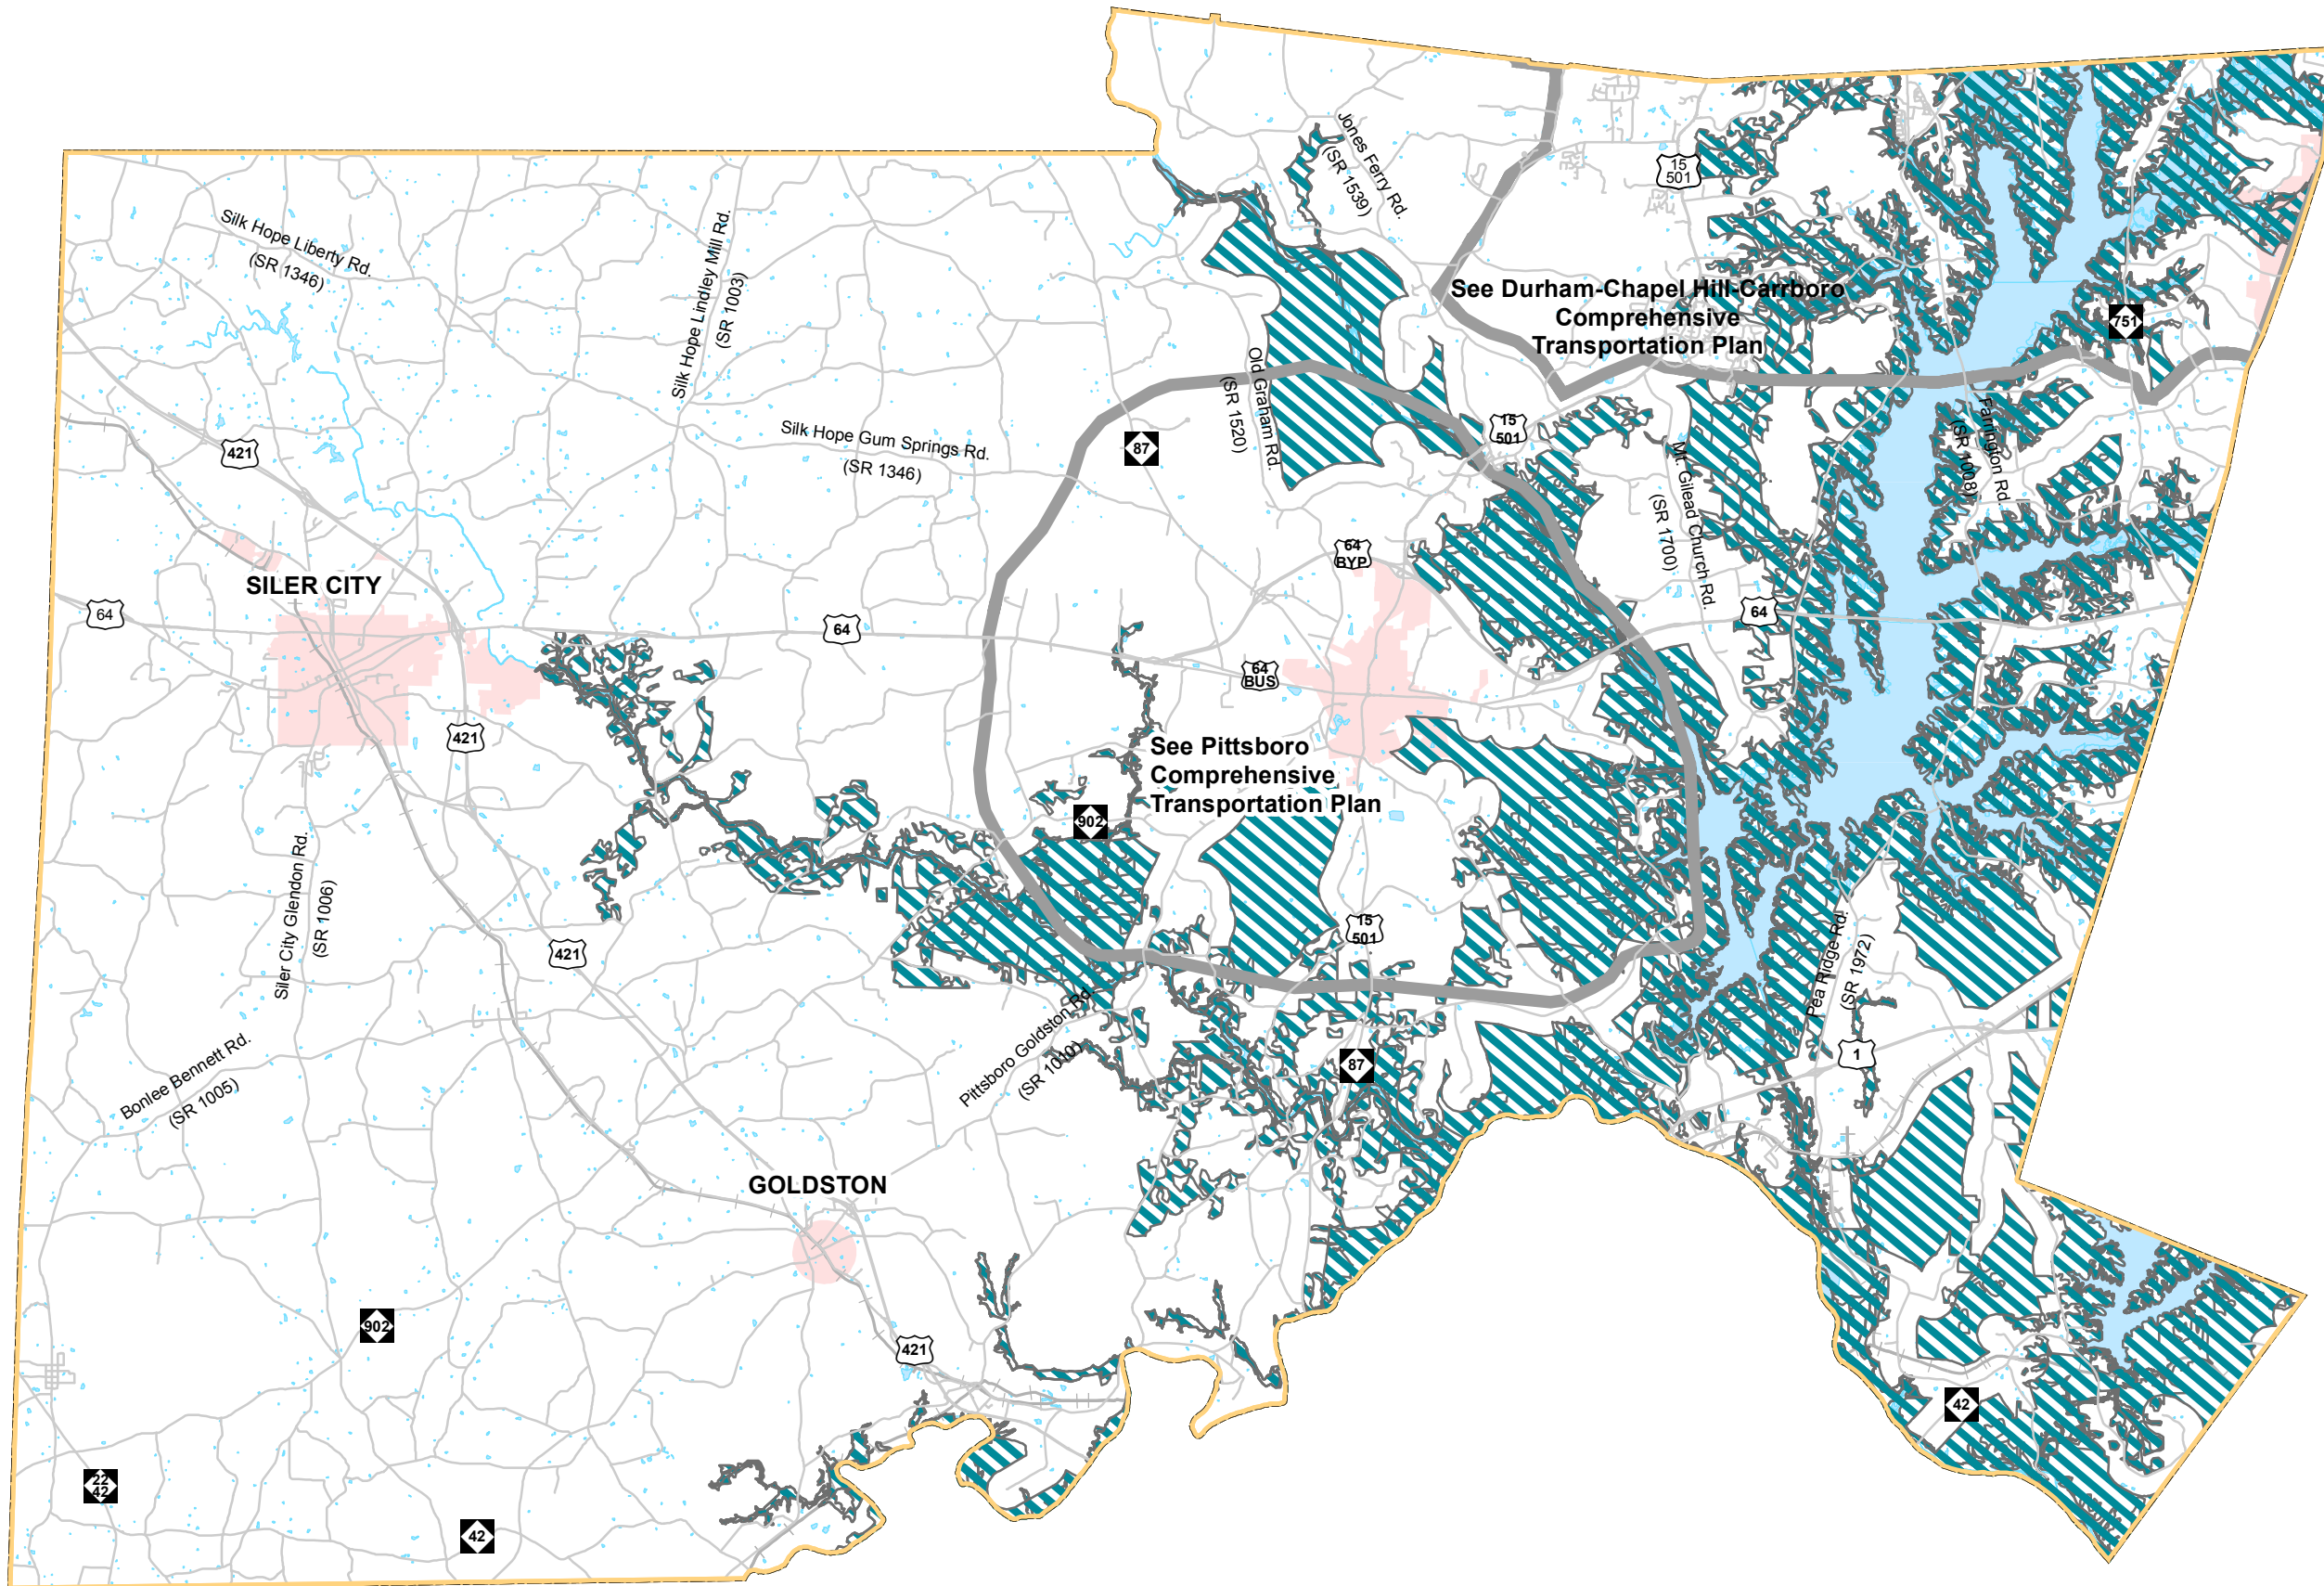 Jones Ferry Rd.
(SR 1539)
15
501
Silk Hope Liberty Rd.
(SR 1346)
Silk Hope Lindley Mill Rd.
(SR 1003)
See Durham-Chapel Hill-Carrboro
Comprehensive
Transportation Plan
751
Old Graham Rd.
(SR 1520)
421
Silk Hope Gum Springs Rd.
(SR 1346)
87
15
501
Farrington Rd.
(SR 1008)
Mt. Gilead Church Rd.
(SR 1700)
64
BYP
SILER CITY
64
64
64
64
BUS
421
See Pittsboro
Comprehensive
Transportation Plan
902
Siler City Glendon Rd.
(SR 1006)
421
15
501
Pea Ridge Rd.
(SR 1972)
Pittsboro Goldston Rd.
(SR 1010)
Bonlee Bennett Rd.
(SR 1005)
87
1
GOLDSTON
902
421
42
22
42
42